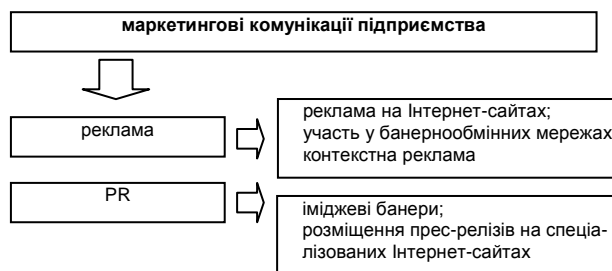 маркетингові комунікації підприємства
реклама
реклама на Інтернет-сайтах;
участь у банернообмінних мережах
контекстна реклама
PR
іміджеві банери;
розміщення прес-релізів на спеціа-
лізованих Інтернет-сайтах